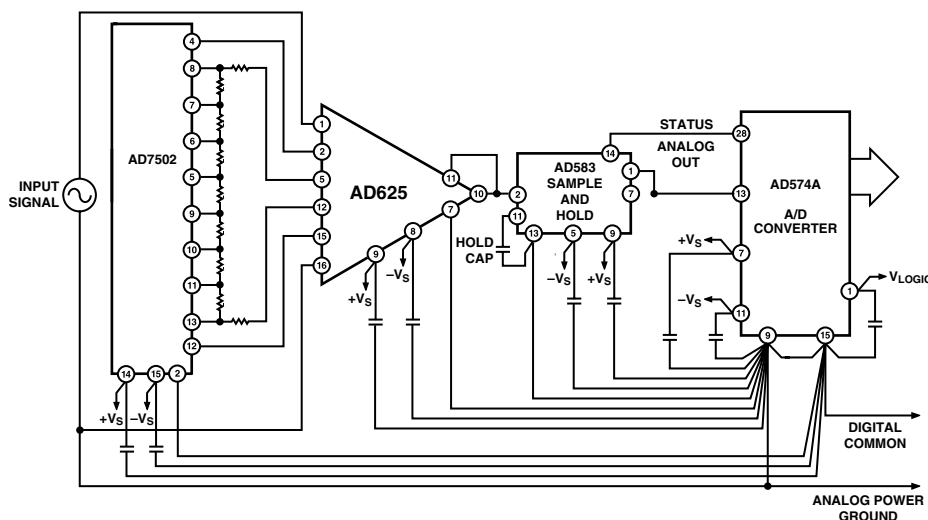 INPUT
SIGNAL
AD7502
4
8
7
6
5
9
10
11
13
12
14
15
2
+VS
–VS
AD625
1
2
5
12
15
16
11
10
7
8
9
–VS
+VS
AD583
SAMPLE
AND
HOLD
14
1
7
2
11
13
5
9
HOLD
CAP
–VS
+VS
STATUS
ANALOG
OUT
AD574A
A/D
CONVERTER
28
13
7
11
9
15
1
+VS
–VS
VLOGIC
DIGITAL
COMMON
ANALOG POWER
GROUND